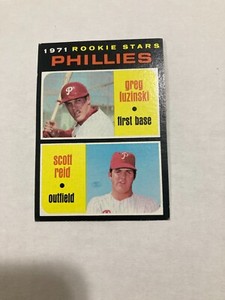 1971 ROOKIE STARS
PHILLIES
greg
luzinski
•
first base
scott
reid
•
outfield